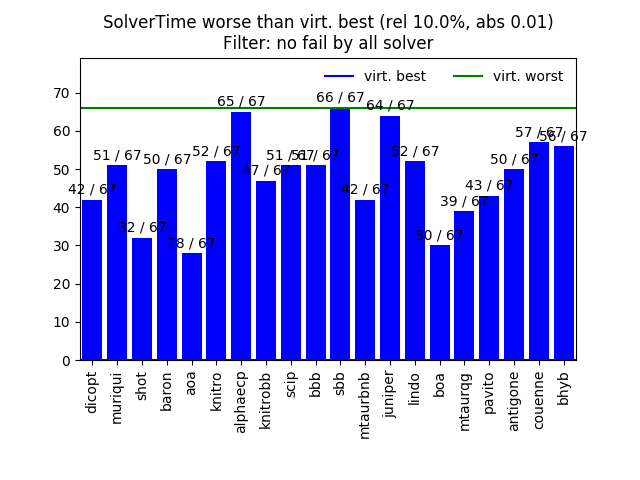 SolverTime worse than virt. best (rel 10.0%, abs 0.01)
Filter: no fail by all solver
virt. best
virt. worst
70
60
50
40
30
20
10
0
42 / 67
51 / 67
32 / 67
50 / 67
28 / 67
52 / 67
65 / 67
47 / 67
51 / 67
51 / 67
66 / 67
42 / 67
64 / 67
52 / 67
30 / 67
39 / 67
43 / 67
50 / 67
57 / 67
56 / 67
dicopt
muriqui
shot
baron
aoa
knitro
alphaecp
knitrobb
scip
bbb
sbb
mtaurbnb
juniper
lindo
boa
mtaurqg
pavito
antigone
couenne
bhyb